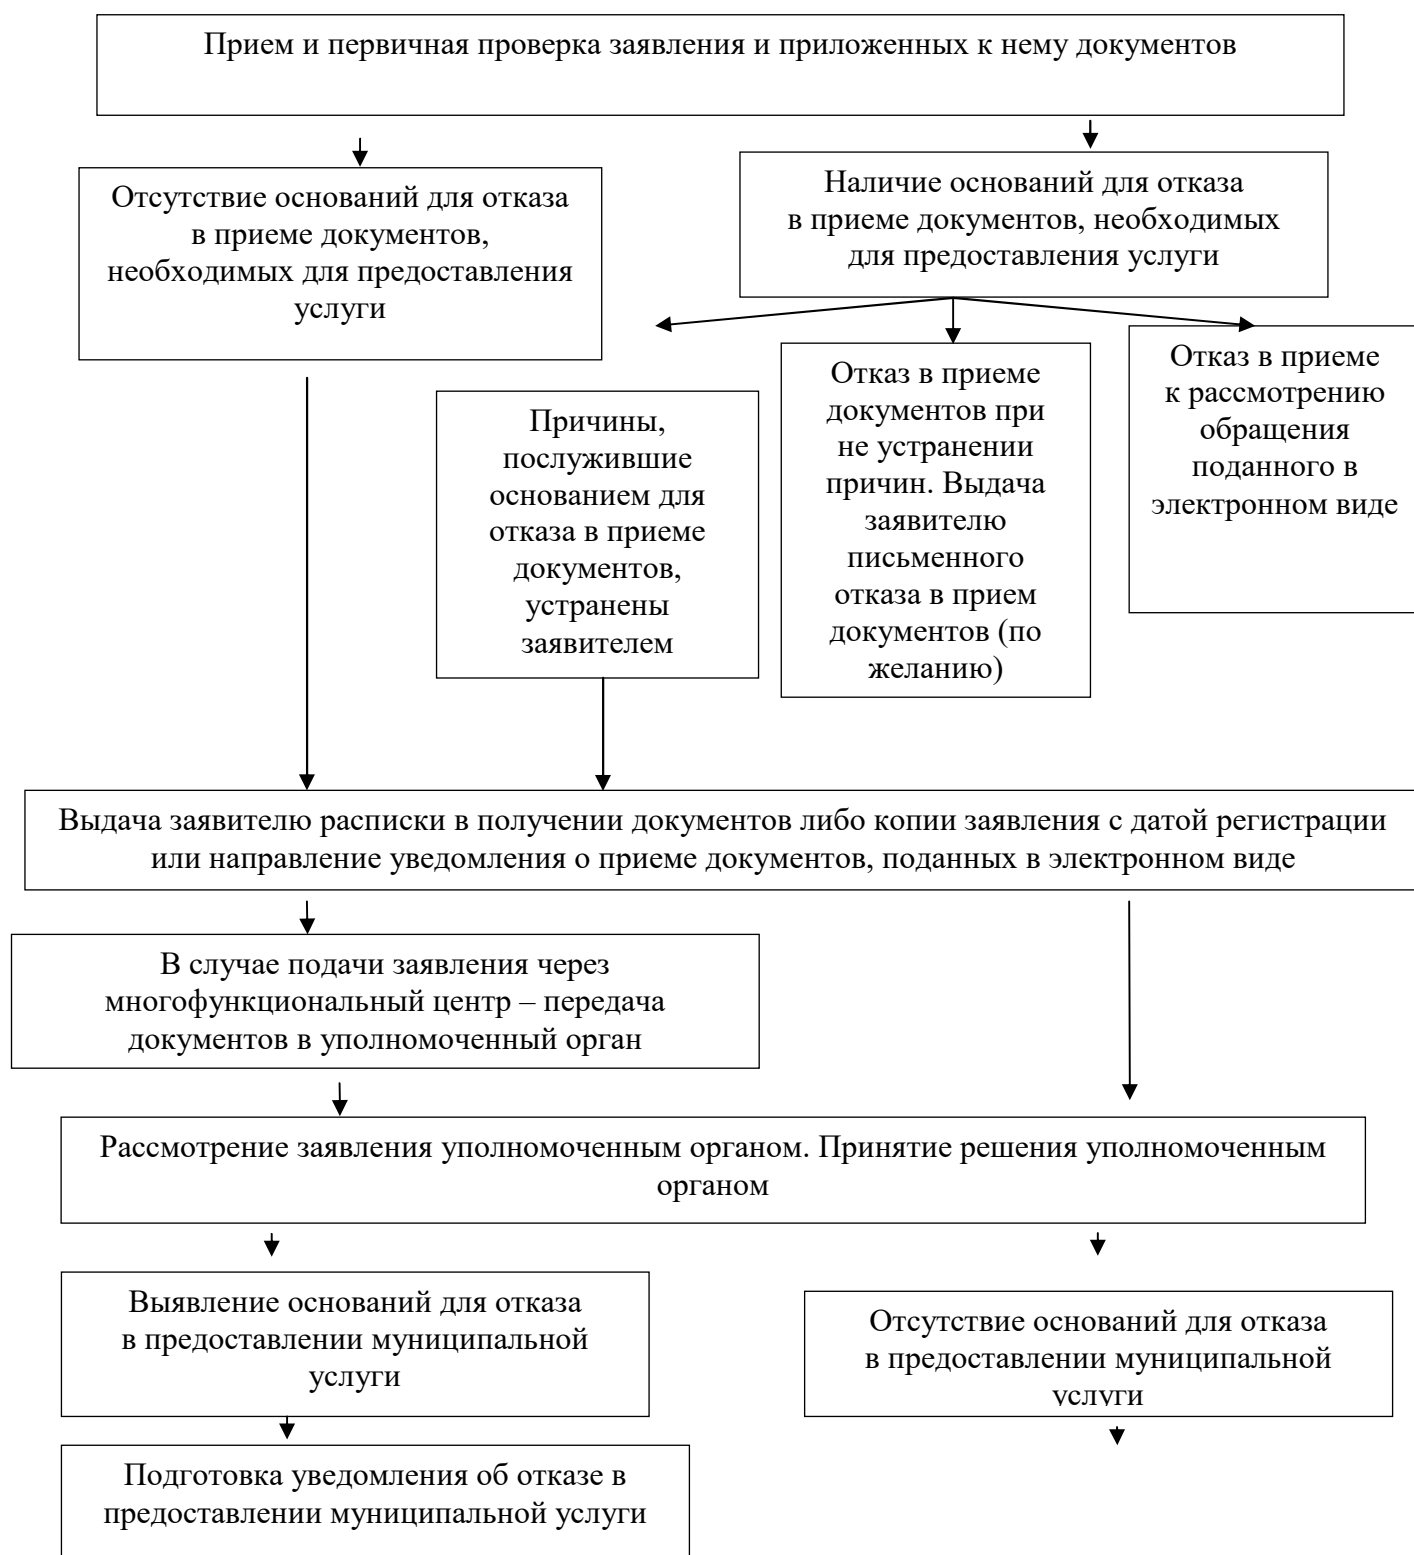 Прием и первичная проверка заявления и приложенных к нему документов
Отсутствие оснований для отказа
в приеме документов,
необходимых для предоставления
услуги
Наличие оснований для отказа
в приеме документов, необходимых
для предоставления услуги
Причины,
послужившие
основанием для
отказа в приеме
документов,
устранены
заявителем
Отказ в приеме
документов при
не устранении
причин. Выдача
заявителю
письменного
отказа в прием
документов (по
желанию)
Отказ в приеме
к рассмотрению
обращения
поданного в
электронном виде
Выдача заявителю расписки в получении документов либо копии заявления с датой регистрации
или направление уведомления о приеме документов, поданных в электронном виде
В случае подачи заявления через
многофункциональный центр – передача
документов в уполномоченный орган
Рассмотрение заявления уполномоченным органом. Принятие решения уполномоченным
органом
Выявление оснований для отказа
в предоставлении муниципальной
услуги
Отсутствие оснований для отказа
в предоставлении муниципальной
услуги
Подготовка уведомления об отказе в
предоставлении муниципальной услуги